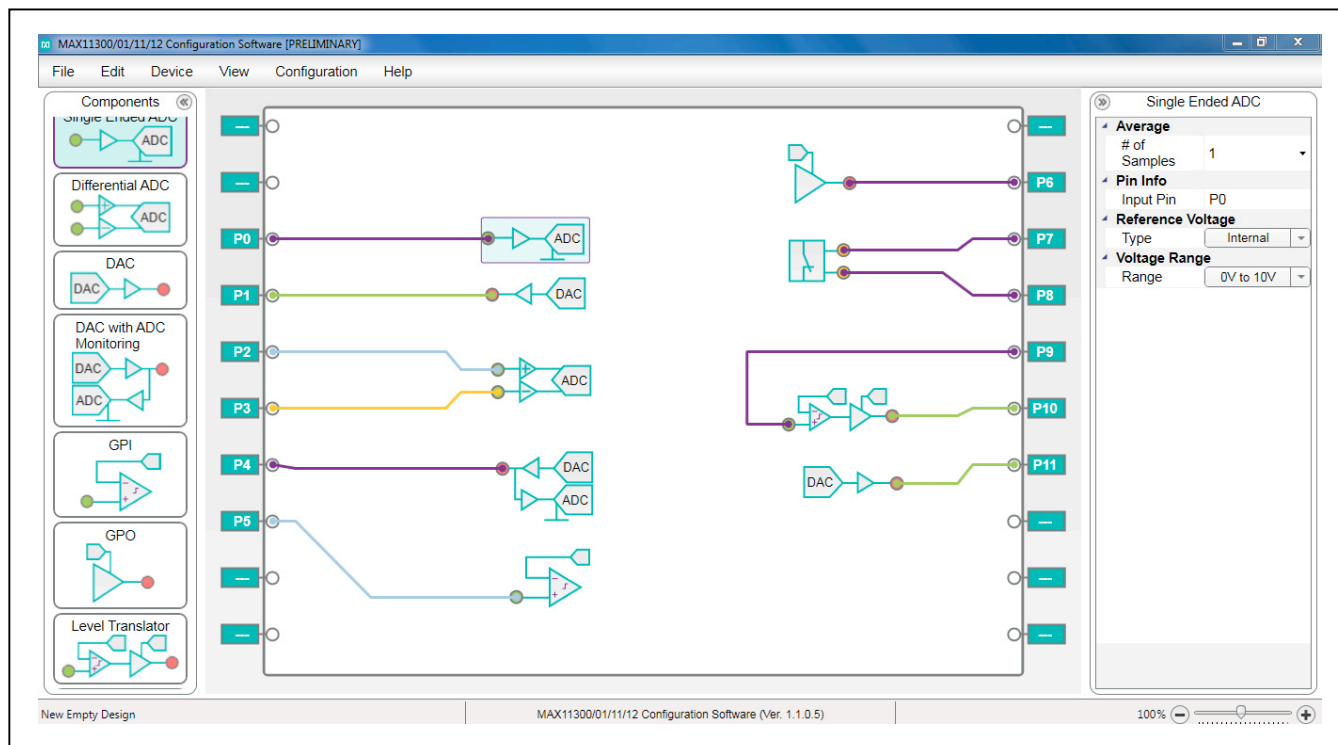 MAX11300/01/11/12 Configuration Software [PRELIMINARY]
File Edit Device View Configuration Help
Components
Single Ended ADC
ADC
Differential ADC
ADC
DAC
DAC
DAC with ADC
Monitoring
DAC
ADC
GPI
GPO
Level Translator
---
---
P0
ADC
P1
DAC
P2
P3
ADC
P4
DAC
ADC
P5
---
---
---
P6
P7
P8
P9
P10
P11
DAC
---
---
---
Single Ended ADC
Average
# of
Samples 1
Pin Info
Input Pin P0
Reference Voltage
Type Internal
Voltage Range
Range 0V to 10V
New Empty Design
MAX11300/01/11/12 Configuration Software (Ver. 1.1.0.5)
100%